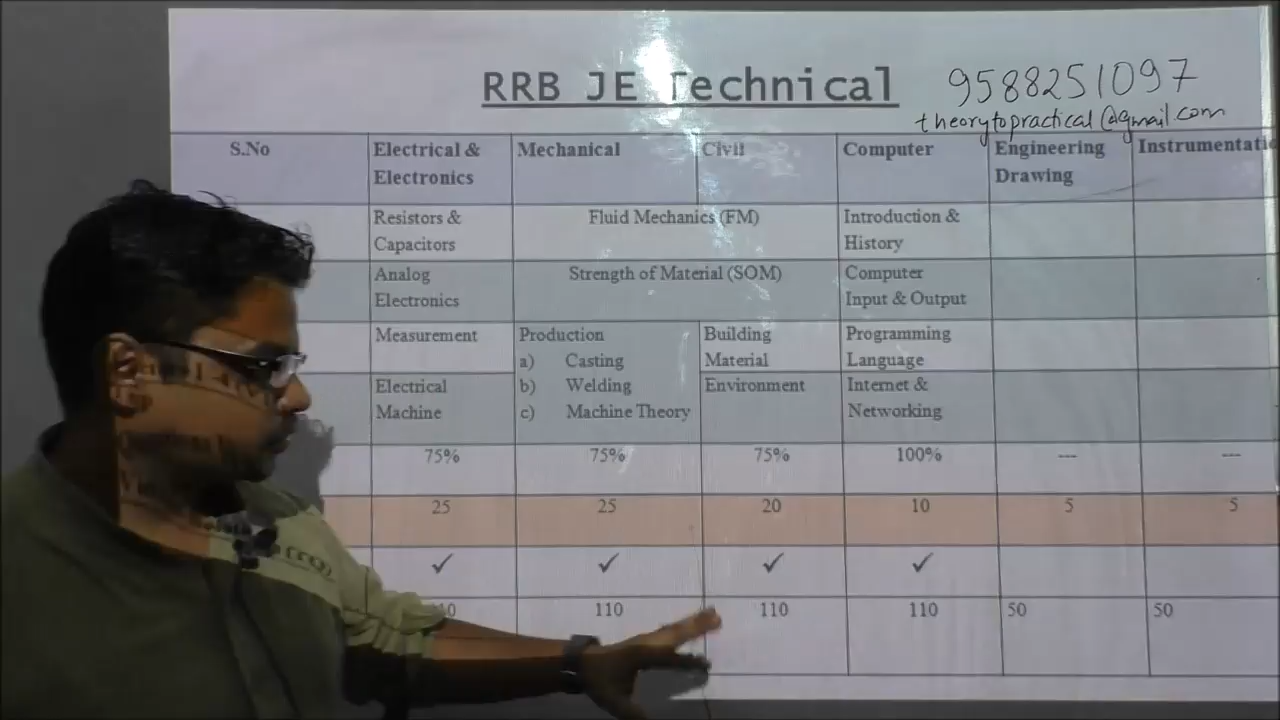 RRB JE Technical
9588251097
theorytopractical@gmail.com
S.No
Electrical &
Electronics
Mechanical
Civil
Computer
Engineering
Drawing
Resistors &
Capacitors
Fluid Mechanics (FM)
Introduction &
History
Analog
Electronics
Strength of Material (SOM)
Computer
Input & Output
Measurement
Production
a) Casting
b) Welding
c) Machine Theory
Building
Material
Programming
Language
Electrical
Machine
Environment
Internet &
Networking
75% 75% 75% 100% --- ---
25 25 20 10 5 5
✓ ✓ ✓ ✓
110 110 110 50 50